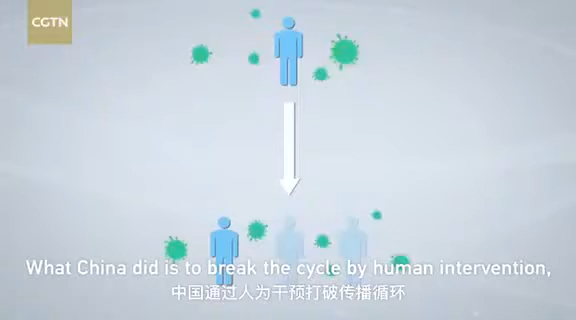 CGTN
What China did is to break the cycle by human intervention,
中国通过人为干预打破传播循环